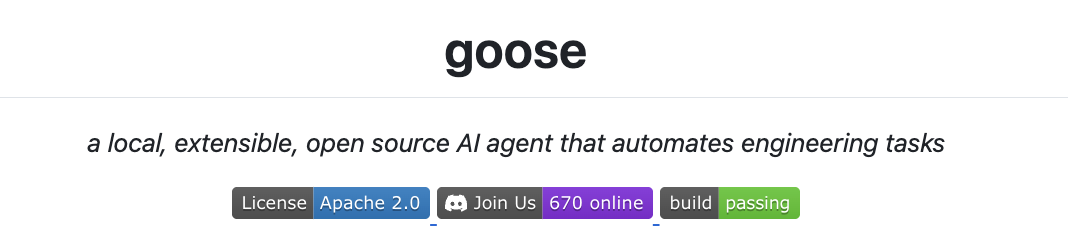 goose
a local, extensible, open source AI agent that automates engineering tasks
License Apache 2.0 Join Us 670 online build passing